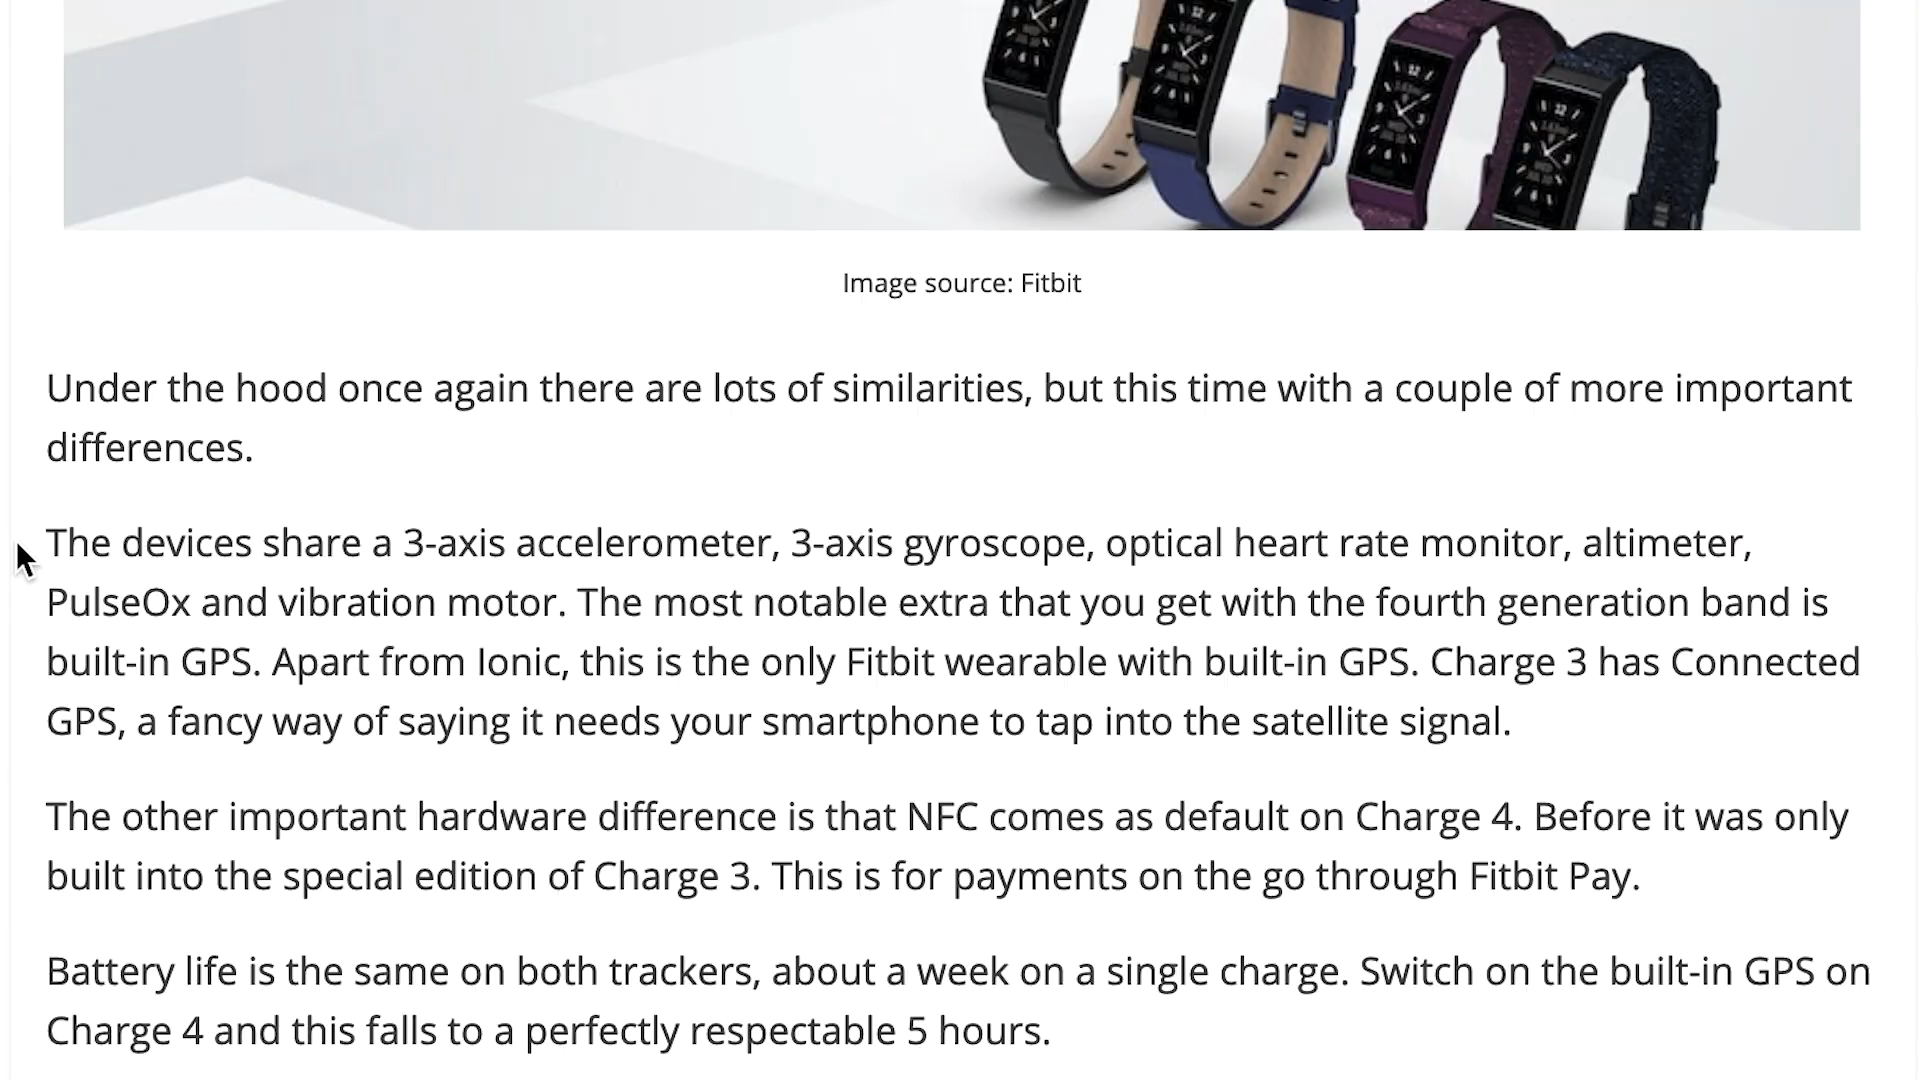 Image source: Fitbit
Under the hood once again there are lots of similarities, but this time with a couple of more important
differences.
The devices share a 3-axis accelerometer, 3-axis gyroscope, optical heart rate monitor, altimeter,
PulseOx and vibration motor. The most notable extra that you get with the fourth generation band is
built-in GPS. Apart from Ionic, this is the only Fitbit wearable with built-in GPS. Charge 3 has Connected
GPS, a fancy way of saying it needs your smartphone to tap into the satellite signal.
The other important hardware difference is that NFC comes as default on Charge 4. Before it was only
built into the special edition of Charge 3. This is for payments on the go through Fitbit Pay.
Battery life is the same on both trackers, about a week on a single charge. Switch on the built-in GPS on
Charge 4 and this falls to a perfectly respectable 5 hours.